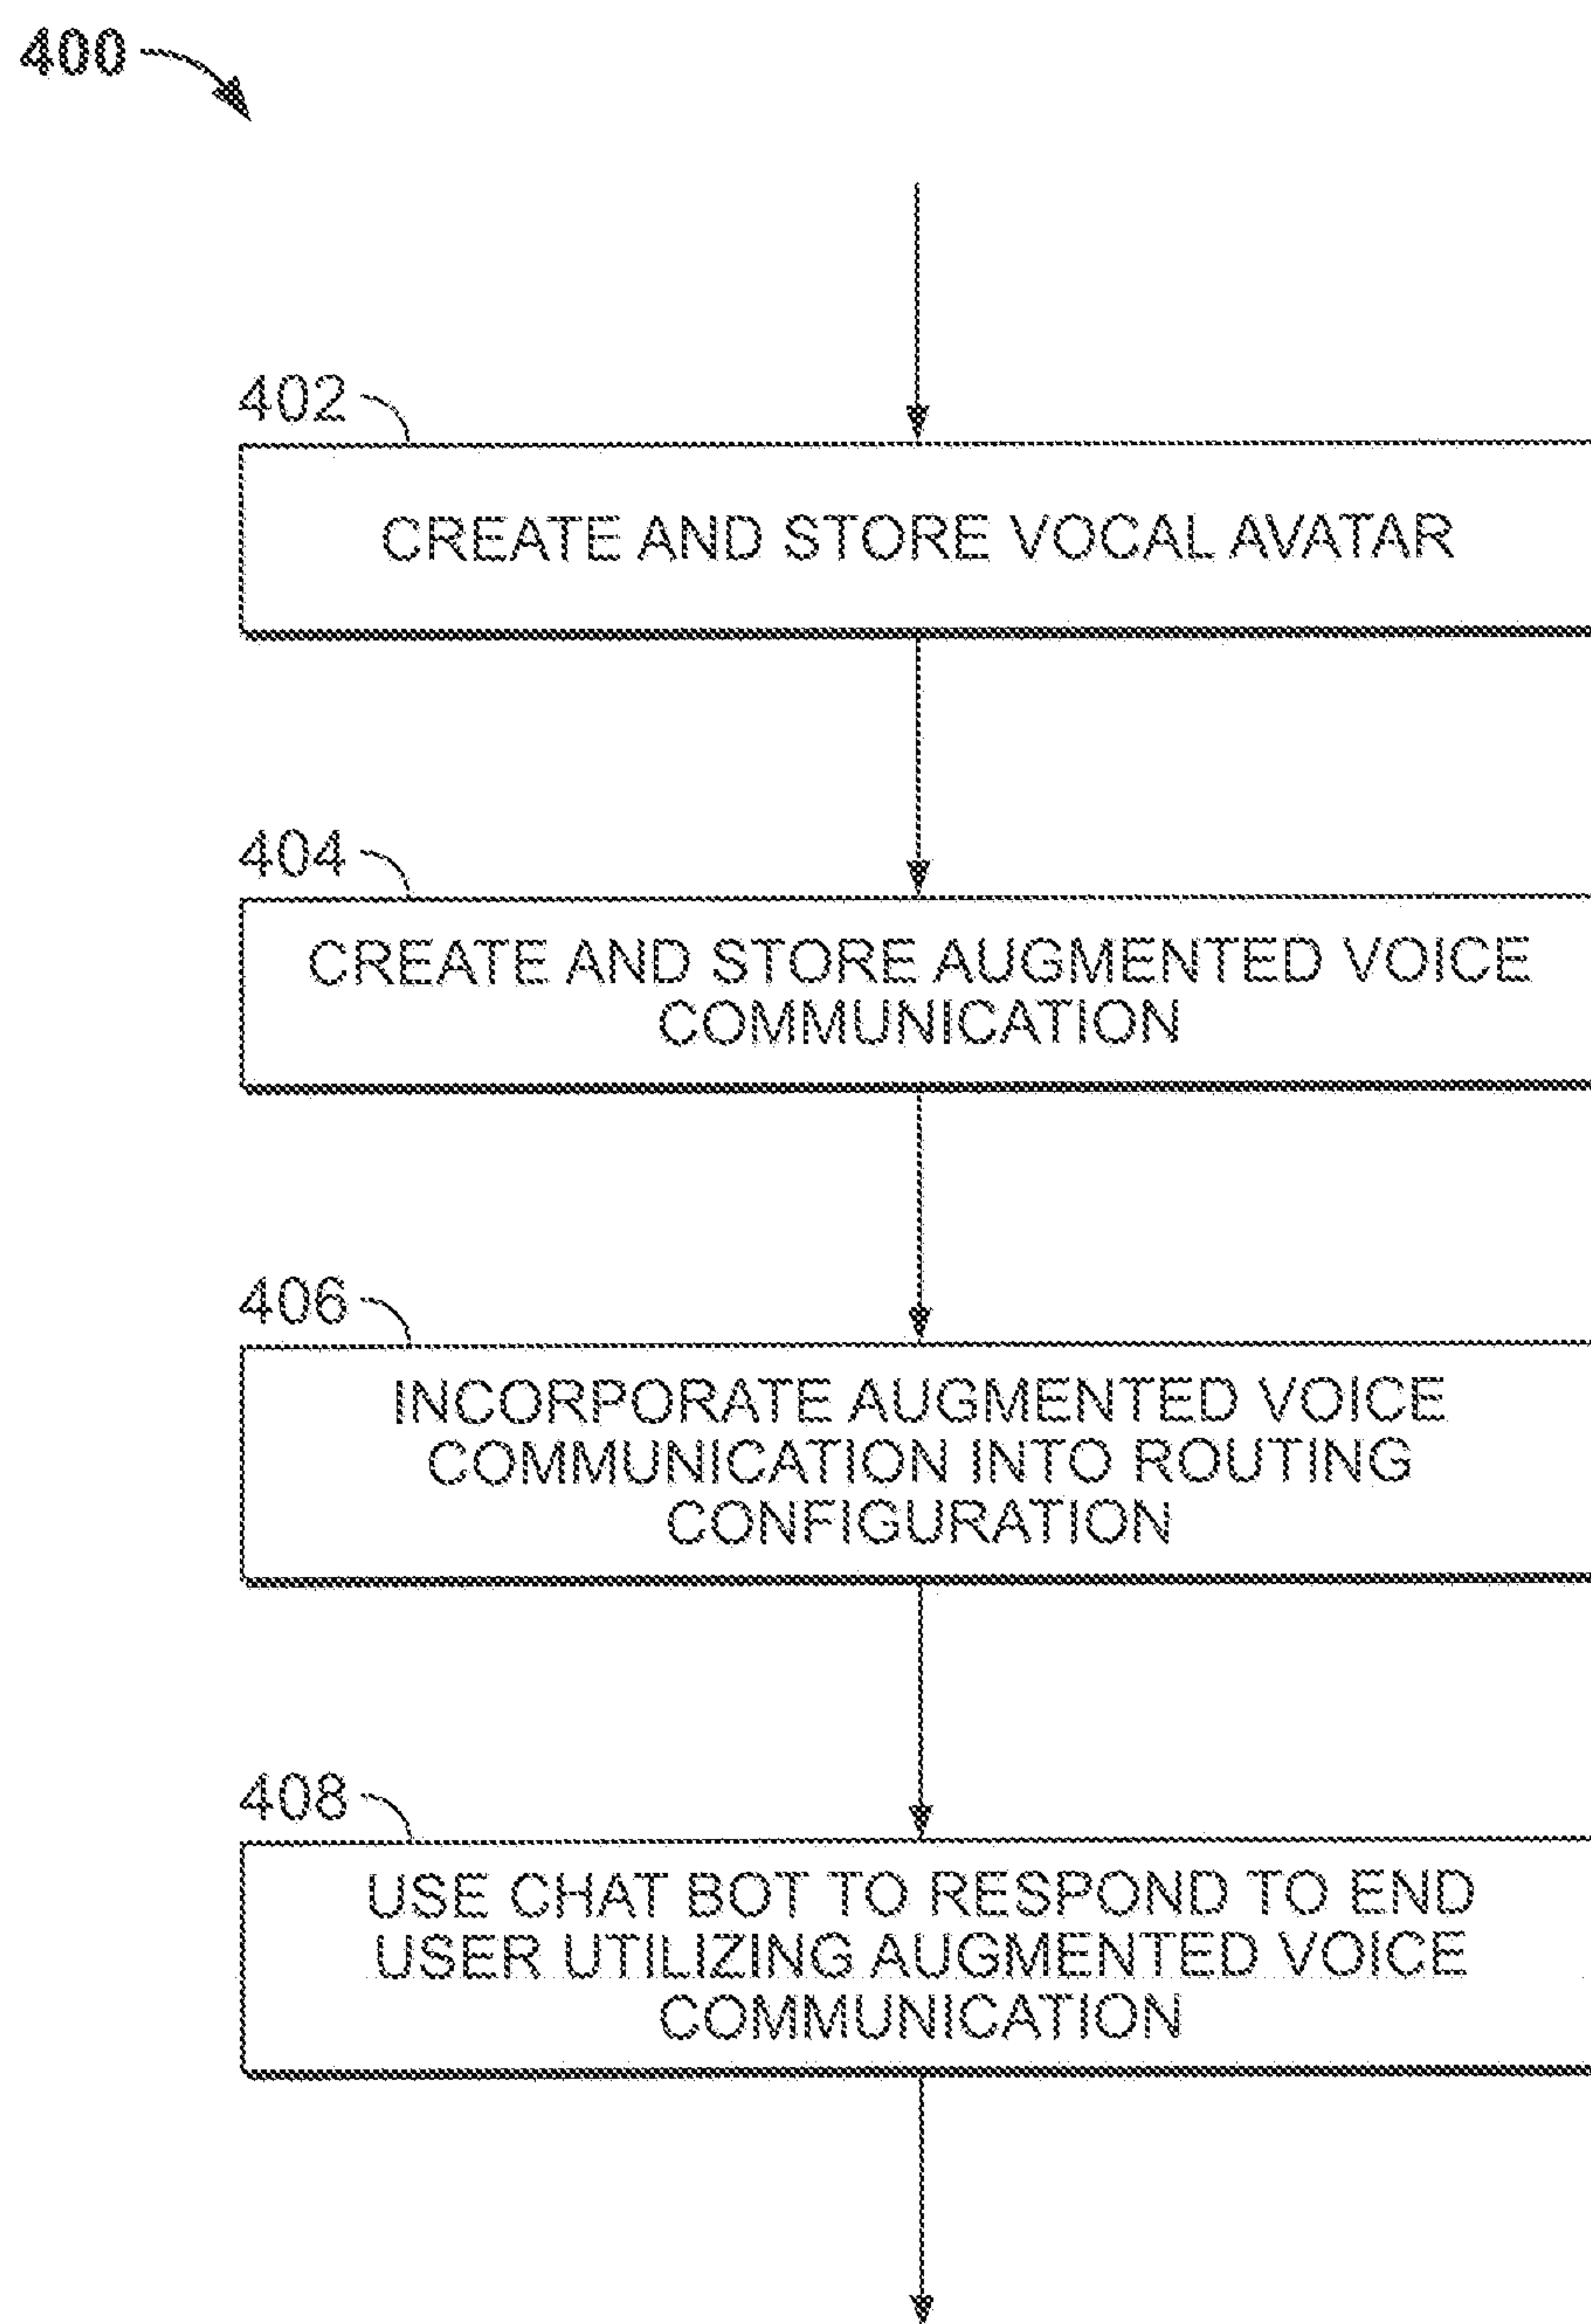 400
402
CREATE AND STORE VOCAL AVATAR
404
CREATE AND STORE AUGMENTED VOICE
COMMUNICATION
406
INCORPORATE AUGMENTED VOICE
COMMUNICATION INTO ROUTING
CONFIGURATION
408
USE CHAT BOT TO RESPOND TO END
USER UTILIZING AUGMENTED VOICE
COMMUNICATION